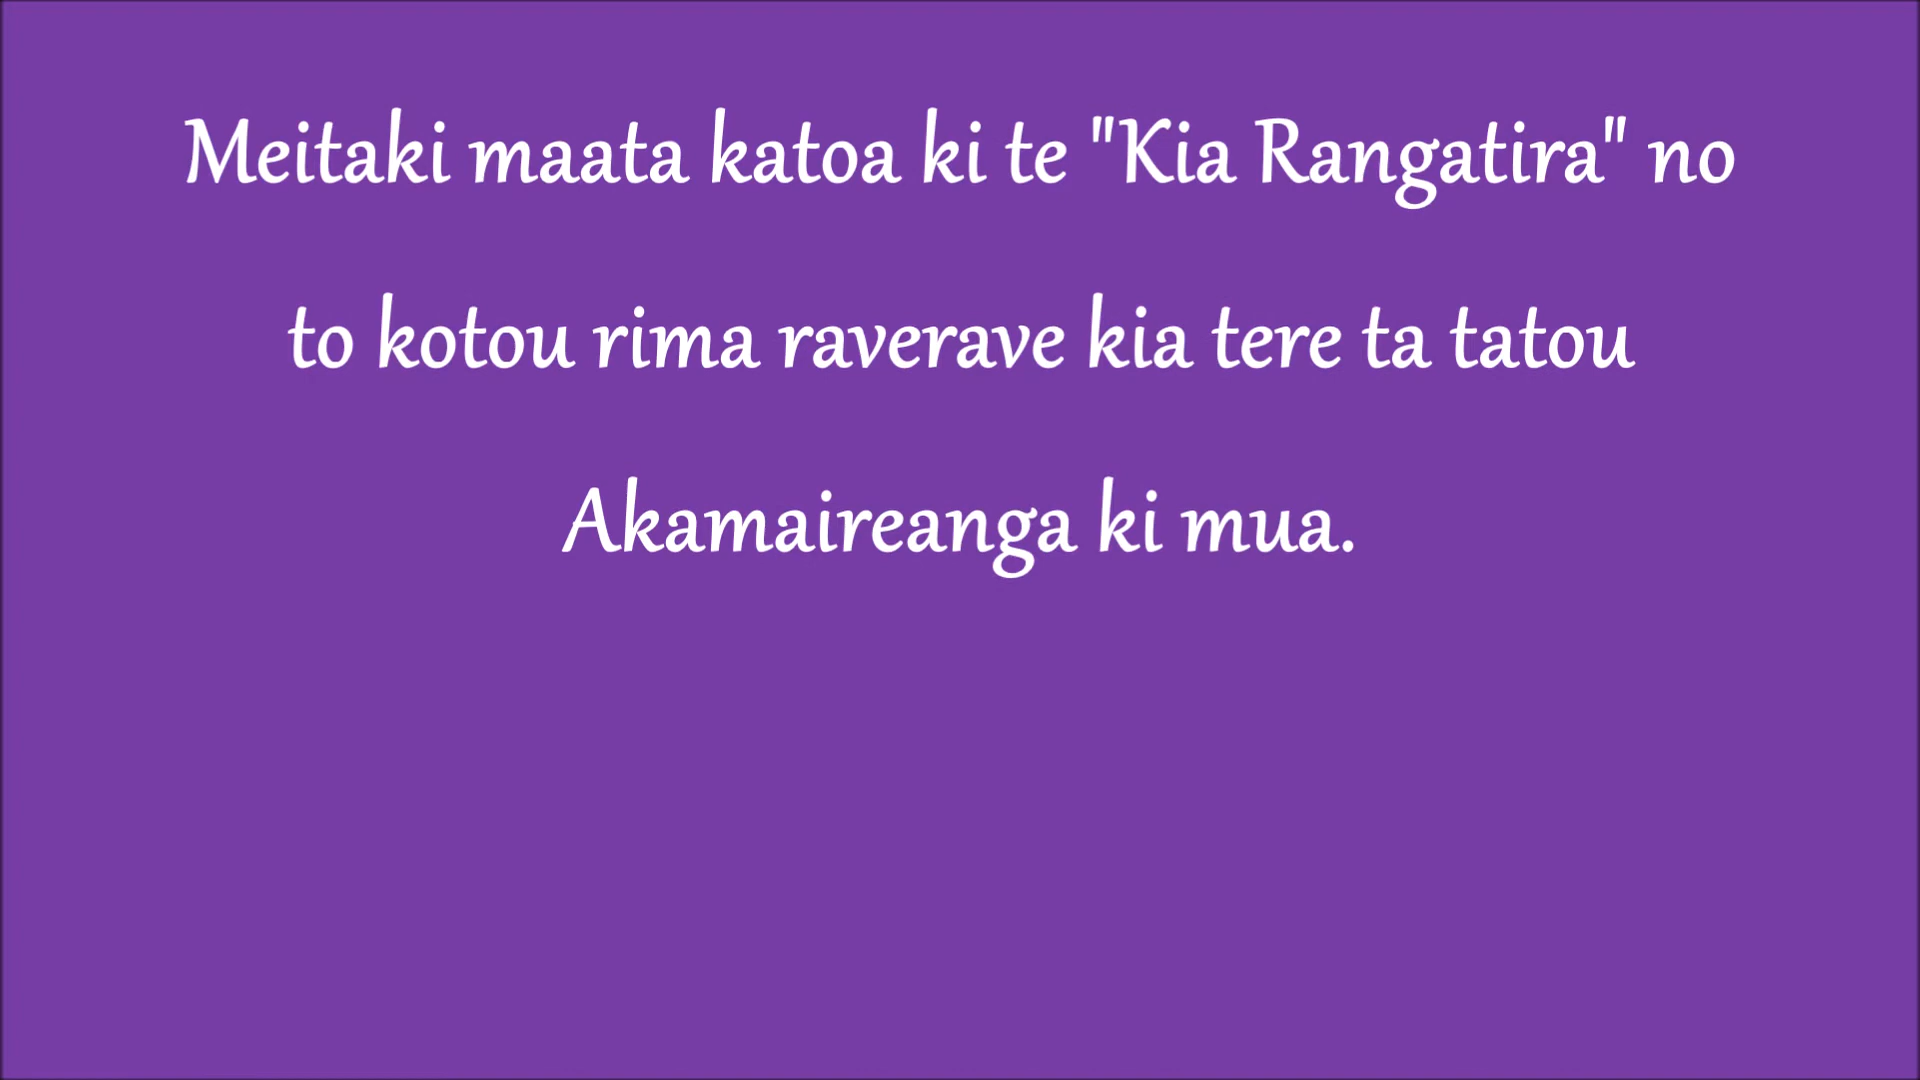 Meitaki maata katoa ki te "Kia Rangatira" no
to kotou rima raverave kia tere ta tatou
Akamaireanga ki mua.